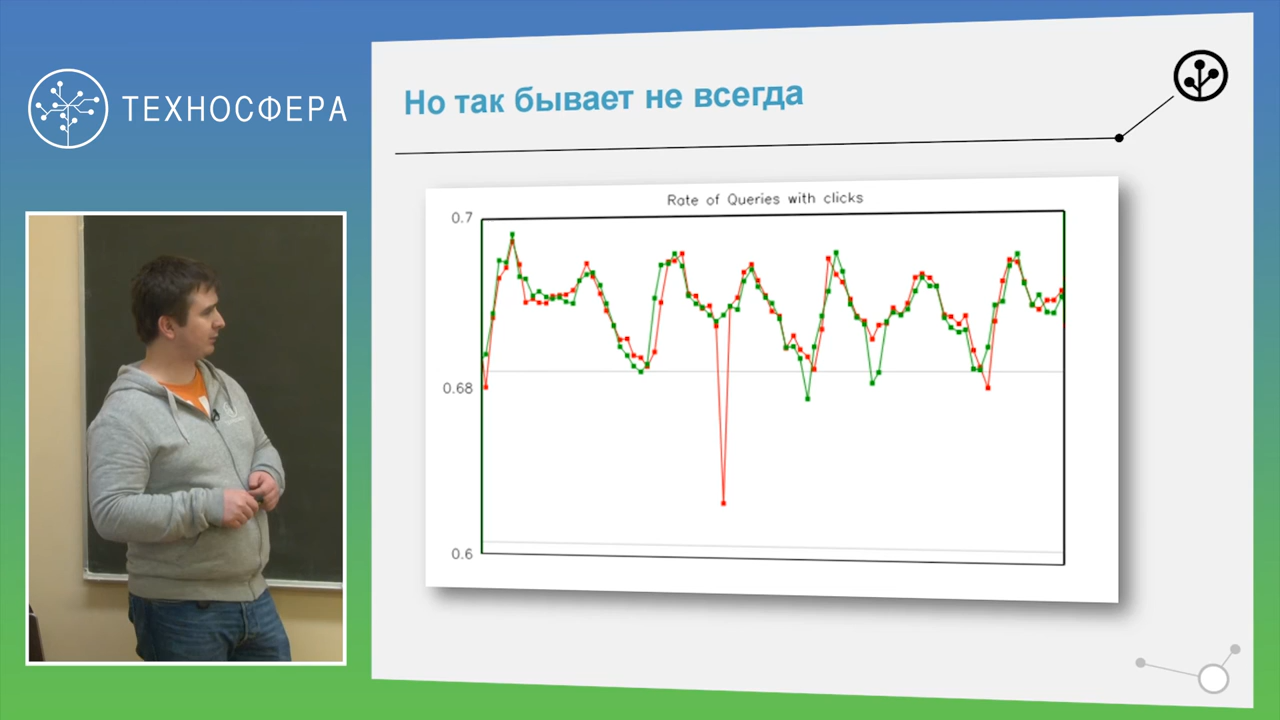 ТЕХНОСФЕРА
Но так бывает не всегда
Rate of Queries with clicks
0.7
0.68
0.6